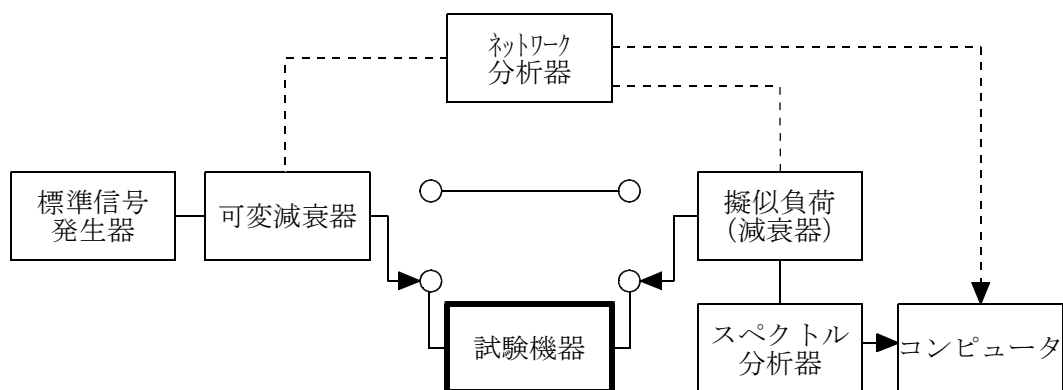 ネットワーク
分析器
標準信号
発生器
可変減衰器
擬似負荷
(減衰器)
試験機器
スペクトル
分析器
コンピュータ